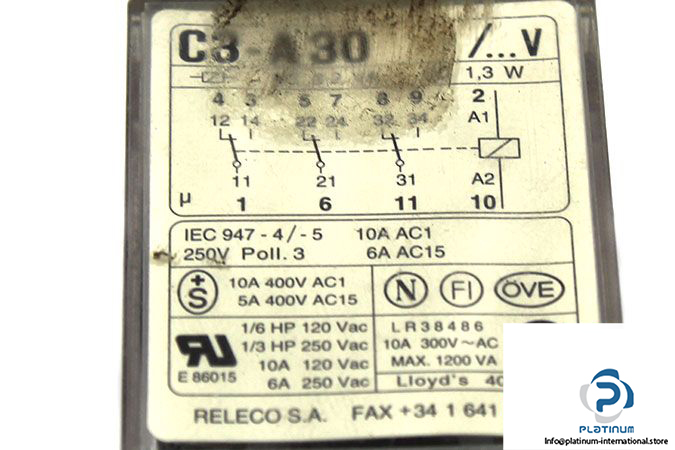 C3-A30 /...V
1,3 W
4 3 5 7 8 9 2
12 14 22 24 32 34 A1
11 21 31 A2
µ 1 6 11 10
IEC 947-4/-5 10A AC1
250V Poll. 3 6A AC15
+S 10A 400V AC1
5A 400V AC15
N FI ÖVE
1/6 HP 120 Vac
1/3 HP 250 Vac
10A 120 Vac
6A 250 Vac
E 86015
LR38486
10A 300V~AC
MAX. 1200 VA
Lloyd's
RELECO S.A. FAX +34 1 641
PLATINUM
info@platinum-international.store